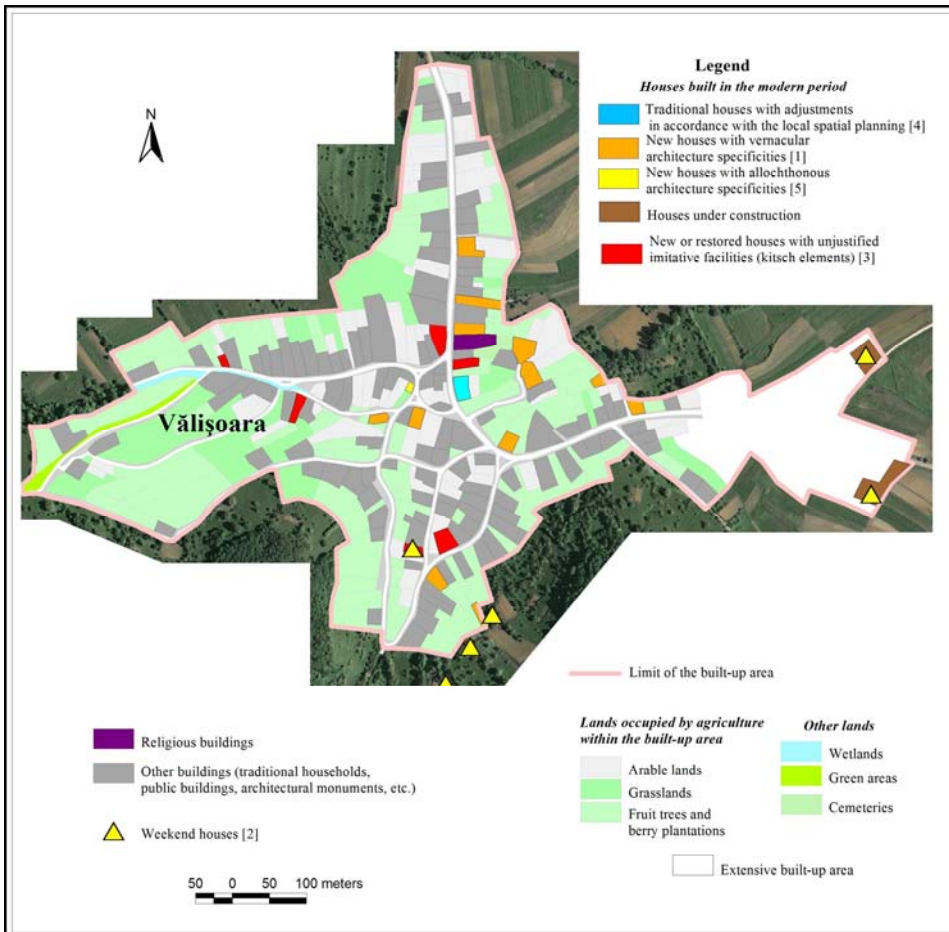 Legend
Houses built in the modern period
Traditional houses with adjustments
in accordance with the local spatial planning [4]
New houses with vernacular
architecture specificities [1]
New houses with allochthonous
architecture specificities [5]
Houses under construction
New or restored houses with unjustified
imitative facilities (kitsch elements) [3]
N
Vălişoara
Limit of the built-up area
Religious buildings
Other buildings (traditional households,
public buildings, architectural monuments, etc.)
Weekend houses [2]
50 0 50 100 meters
Lands occupied by agriculture
within the built-up area
Arable lands
Grasslands
Fruit trees and
berry plantations
Other lands
Wetlands
Green areas
Cemeteries
Extensive built-up area